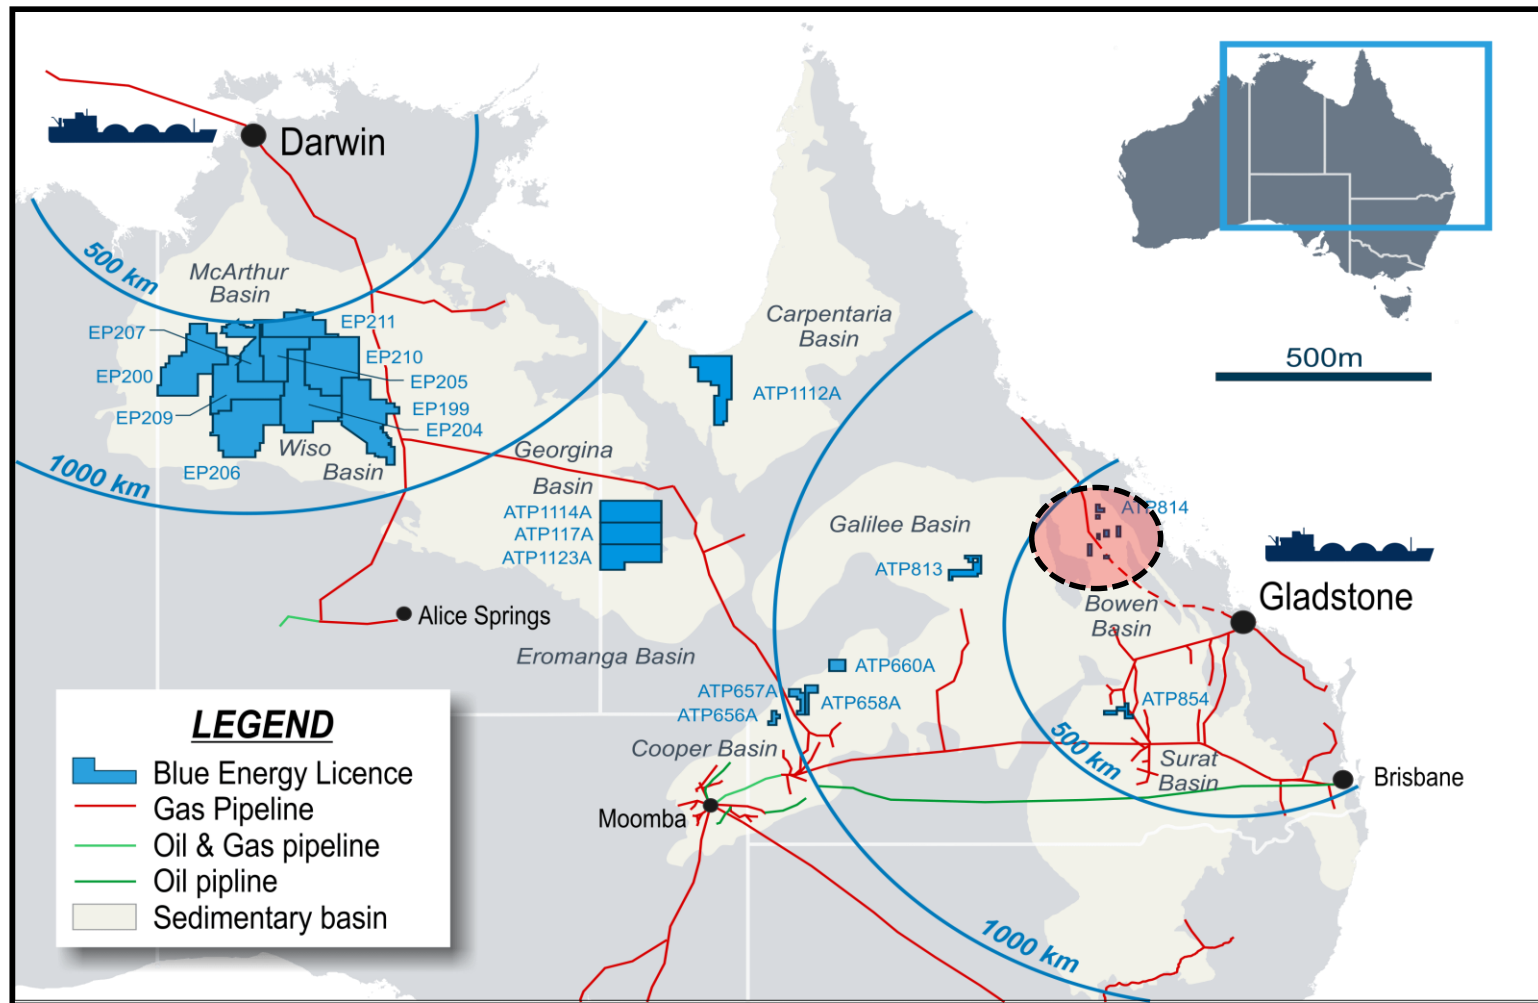 Darwin
500 km
McArthur
Basin
EP207
EP211
EP200
EP210
EP205
EP209
EP199
EP204
Wiso
Basin
EP206
1000 km
Carpentaria
Basin
ATP1112A
500m
Georgina
Basin
ATP1114A
ATP117A
ATP1123A
Galilee Basin
ATP814
ATP813
Gladstone
Bowen
Basin
Alice Springs
Eromanga Basin
ATP660A
ATP657A
ATP658A
ATP656A
ATP854
Cooper Basin
500 km
Surat
Basin
Brisbane
Moomba
1000 km
LEGEND
Blue Energy Licence
Gas Pipeline
Oil & Gas pipeline
Oil pipline
Sedimentary basin